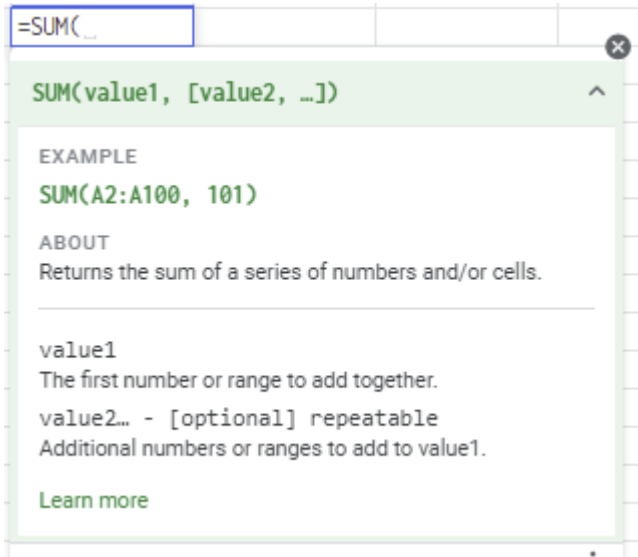 =SUM(
SUM(value1, [value2, …])
EXAMPLE
SUM(A2:A100, 101)
ABOUT
Returns the sum of a series of numbers and/or cells.
value1
The first number or range to add together.
value2… - [optional] repeatable
Additional numbers or ranges to add to value1.
Learn more